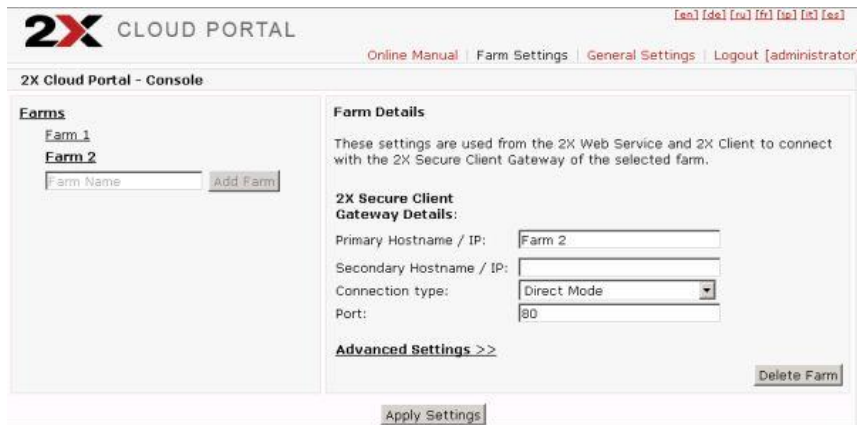 [en] [de] [ru] [fr] [jp] [it] [es]
2X CLOUD PORTAL
Online Manual | Farm Settings | General Settings | Logout [administrator]
2X Cloud Portal - Console
Farms
Farm 1
Farm 2
Farm Name Add Farm
Farm Details
These settings are used from the 2X Web Service and 2X Client to connect
with the 2X Secure Client Gateway of the selected farm.
2X Secure Client
Gateway Details:
Primary Hostname / IP: Farm 2
Secondary Hostname / IP:
Connection type: Direct Mode
Port: 80
Advanced Settings >>
Delete Farm
Apply Settings